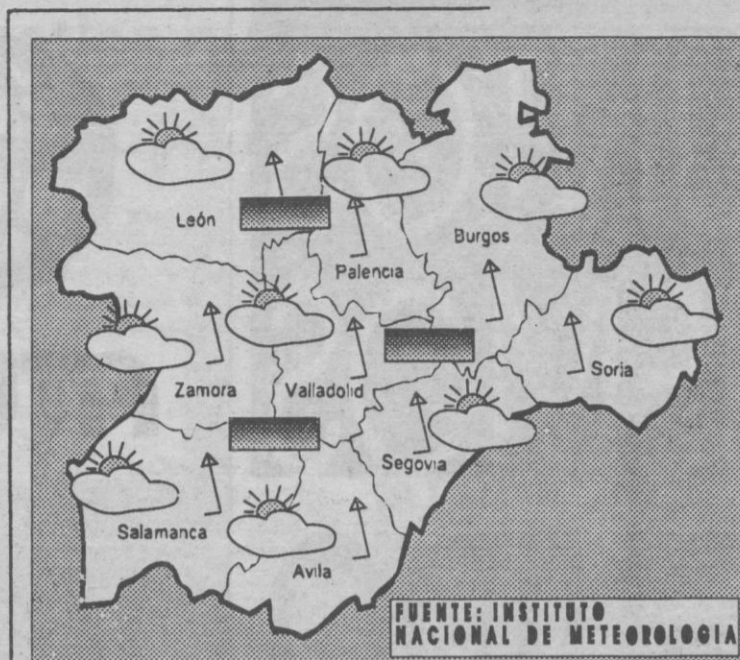 León
Burgos
Palencia
Soria
Zamora
Valladolid
Segovia
Salamanca
Avila
FUENTE: INSTITUTO
NACIONAL DE METEOROLOGIA